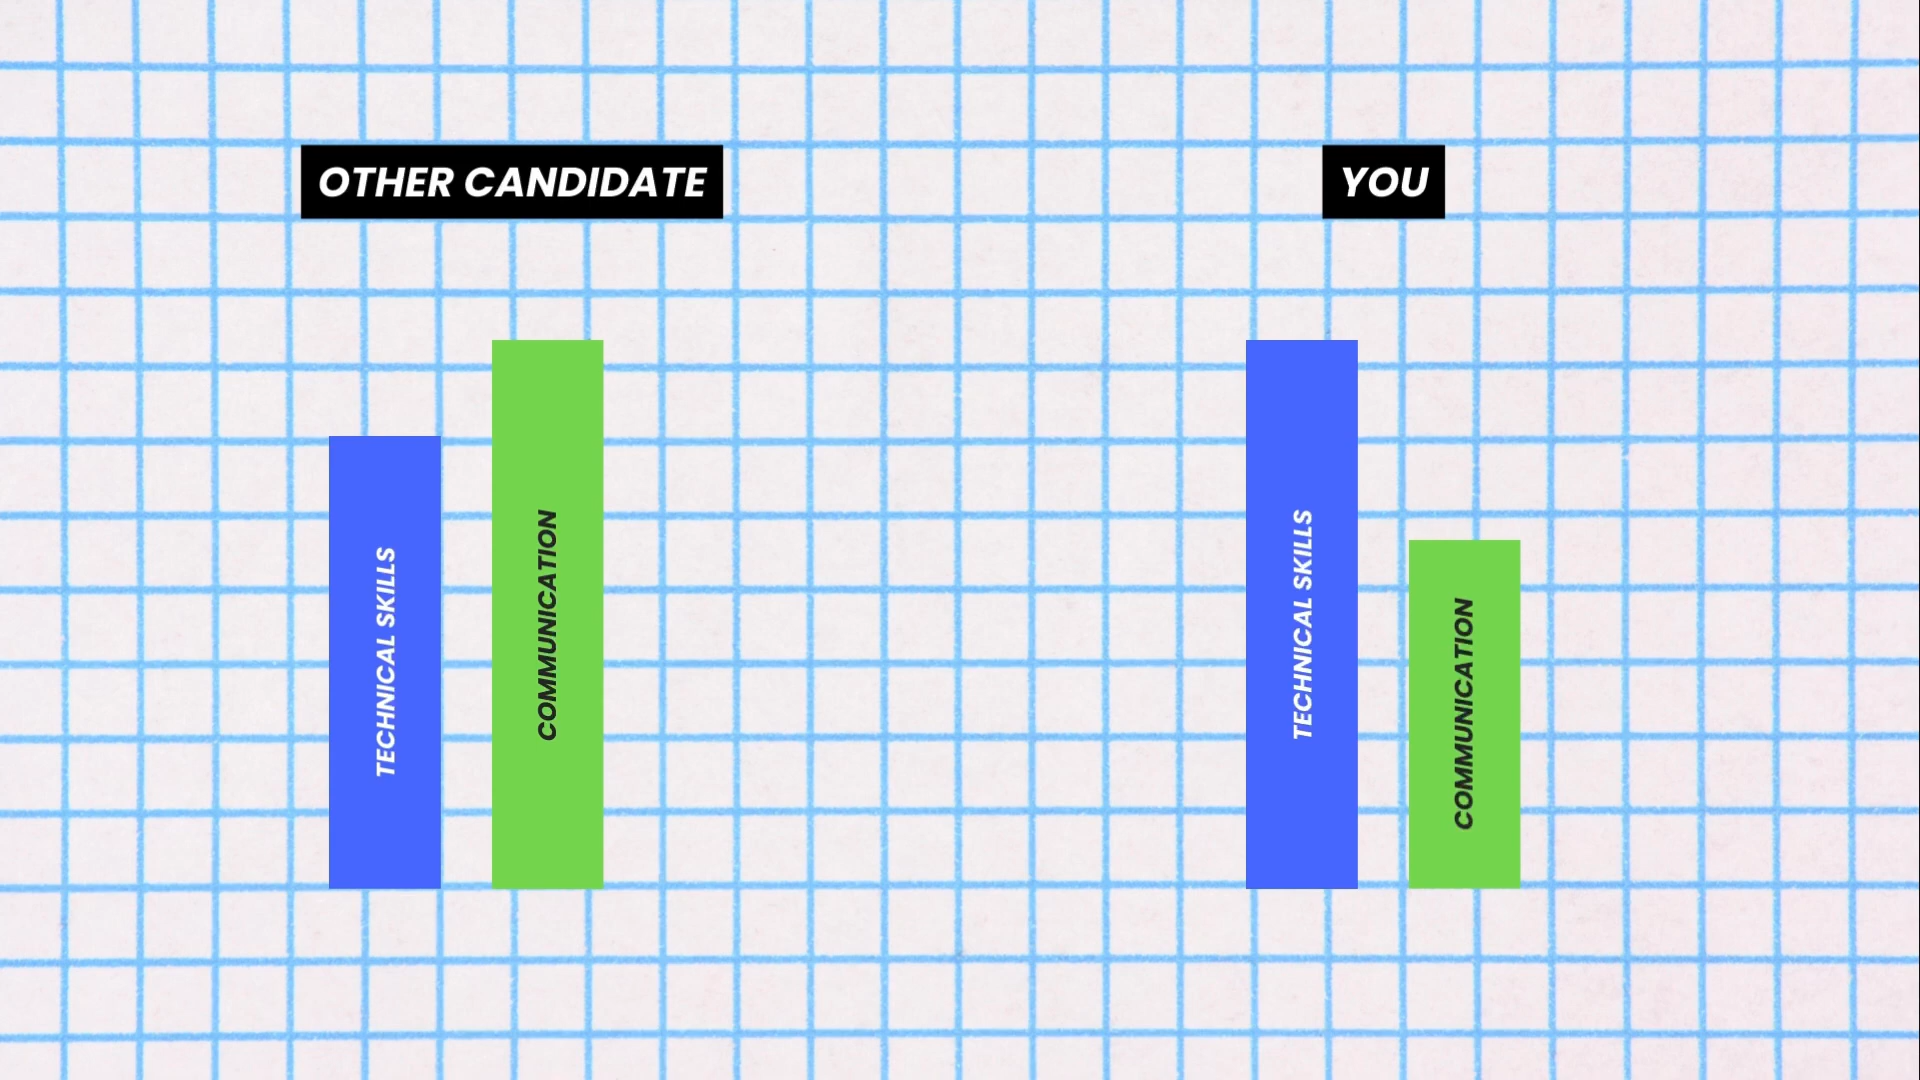 OTHER CANDIDATE
YOU
TECHNICAL SKILLS
COMMUNICATION
TECHNICAL SKILLS
COMMUNICATION